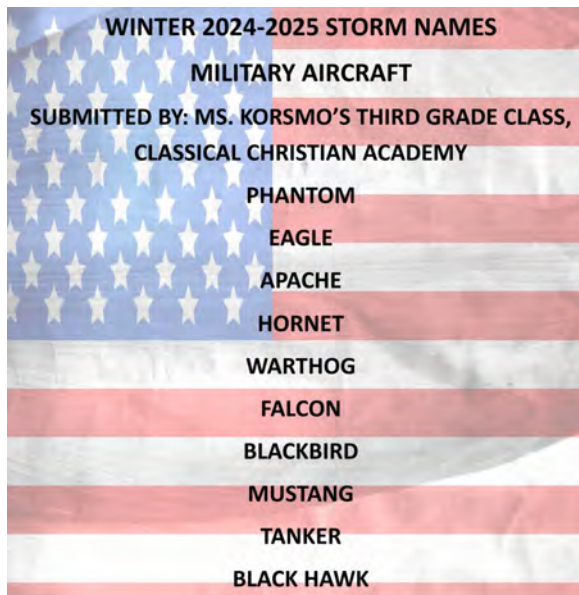 WINTER 2024-2025 STORM NAMES
MILITARY AIRCRAFT
SUBMITTED BY: MS. KORSMO'S THIRD GRADE CLASS,
CLASSICAL CHRISTIAN ACADEMY
PHANTOM
EAGLE
APACHE
HORNET
WARTHOG
FALCON
BLACKBIRD
MUSTANG
TANKER
BLACK HAWK